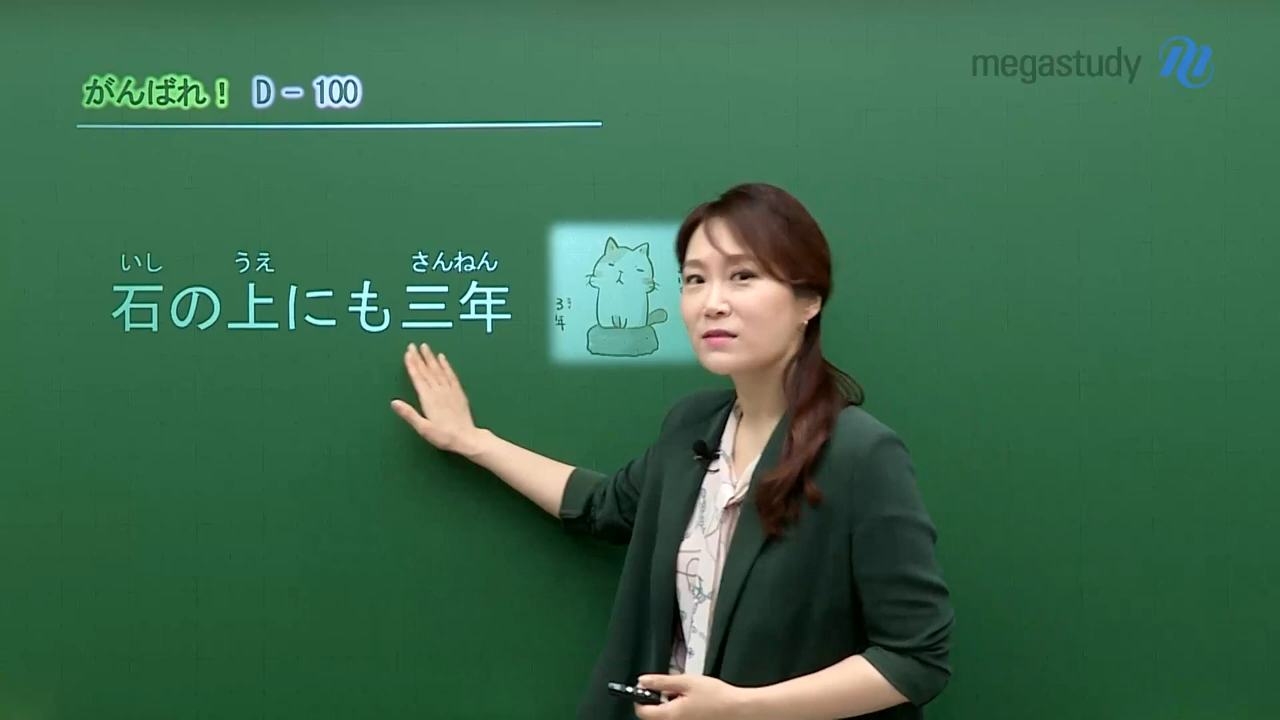 がんばれ！ D - 100
megastudy
いし うえ さんねん
石の上にも三年
3年